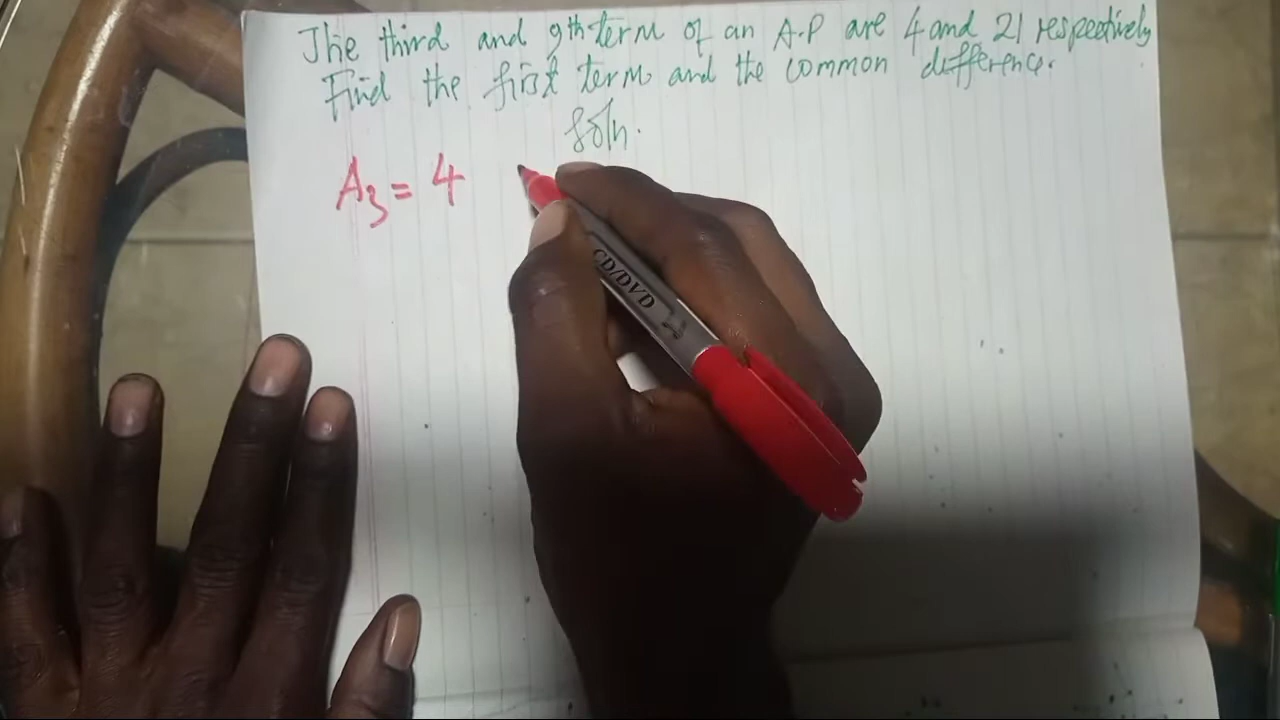 The third and 9th term of an A.P are 4 and 21 respectively
Find the first term and the common difference.
Soln.
A3 = 4
CD/DVD